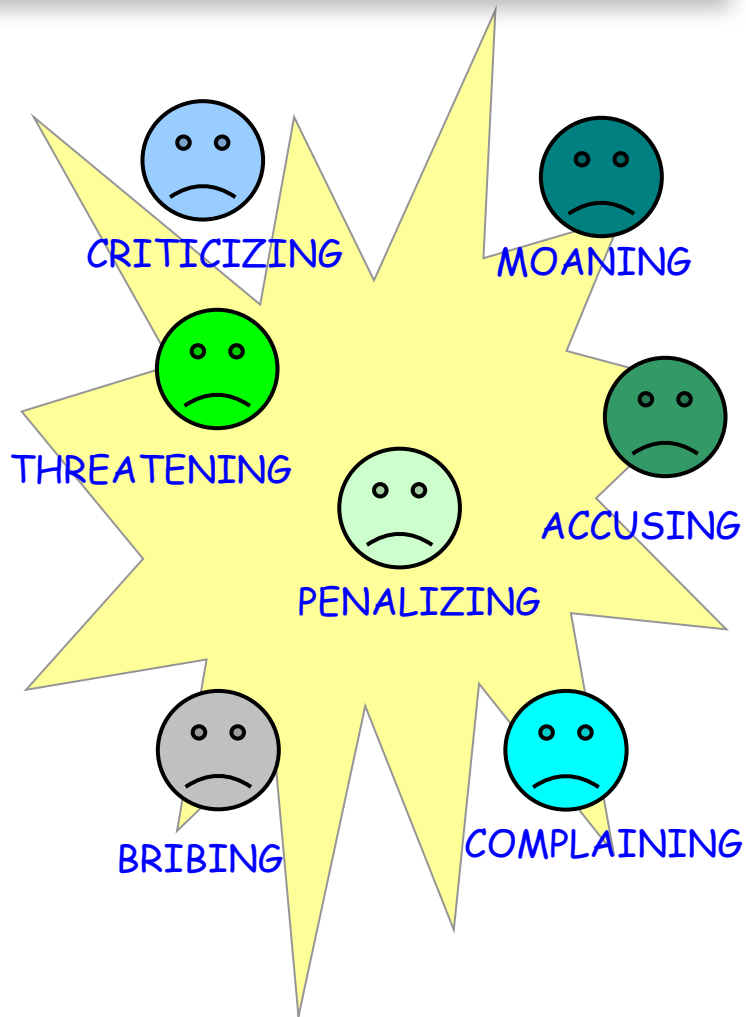 CRITICIZING
MOANING
THREATENING
ACCUSING
PENALIZING
BRIBING
COMPLAINING